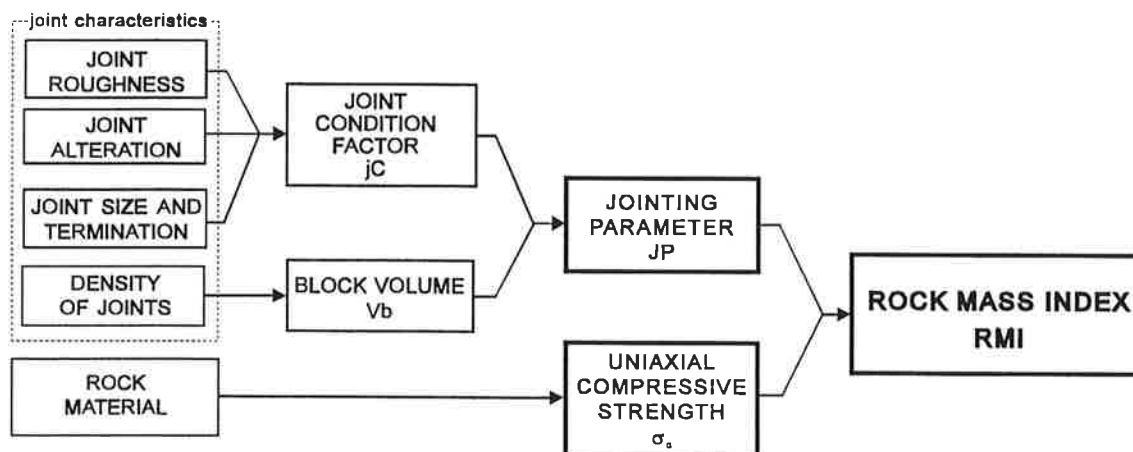 joint characteristics
JOINT
ROUGHNESS
JOINT
ALTERATION
JOINT SIZE AND
TERMINATION
DENSITY
OF JOINTS
ROCK
MATERIAL
JOINT
CONDITION
FACTOR
jC
BLOCK VOLUME
Vb
JOINTING
PARAMETER
JP
UNIAXIAL
COMPRESSIVE
STRENGTH
σ
ROCK MASS INDEX
RMI